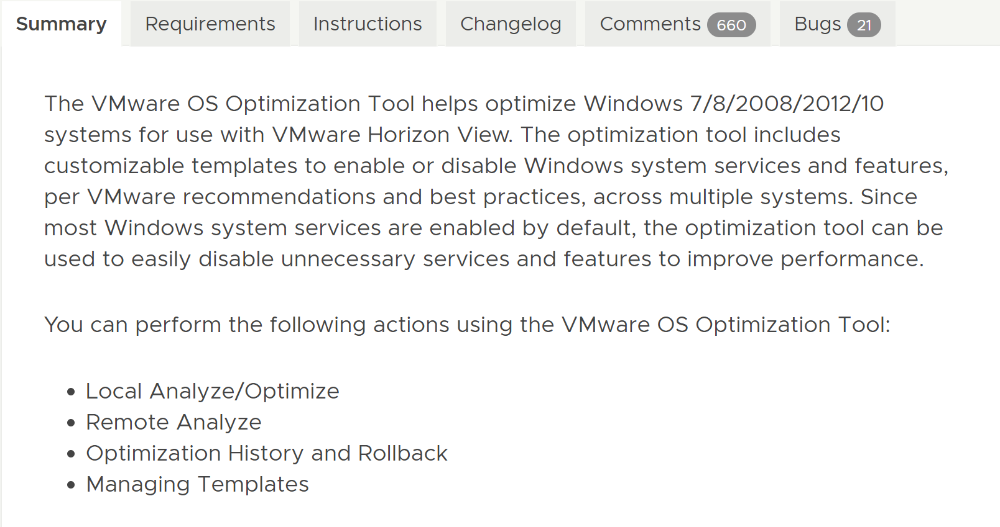 Summary Requirements Instructions Changelog Comments 660 Bugs 21
The VMware OS Optimization Tool helps optimize Windows 7/8/2008/2012/10
systems for use with VMware Horizon View. The optimization tool includes
customizable templates to enable or disable Windows system services and features,
per VMware recommendations and best practices, across multiple systems. Since
most Windows system services are enabled by default, the optimization tool can be
used to easily disable unnecessary services and features to improve performance.
You can perform the following actions using the VMware OS Optimization Tool:
• Local Analyze/Optimize
• Remote Analyze
• Optimization History and Rollback
• Managing Templates